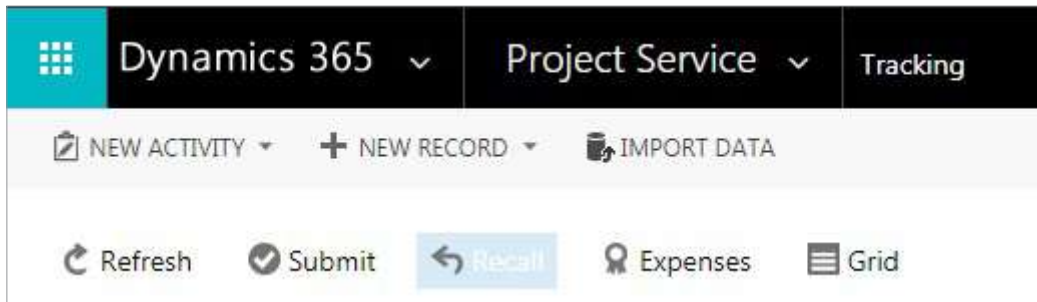 Dynamics 365 Project Service Tracking
NEW ACTIVITY NEW RECORD IMPORT DATA
Refresh Submit Recall Expenses Grid